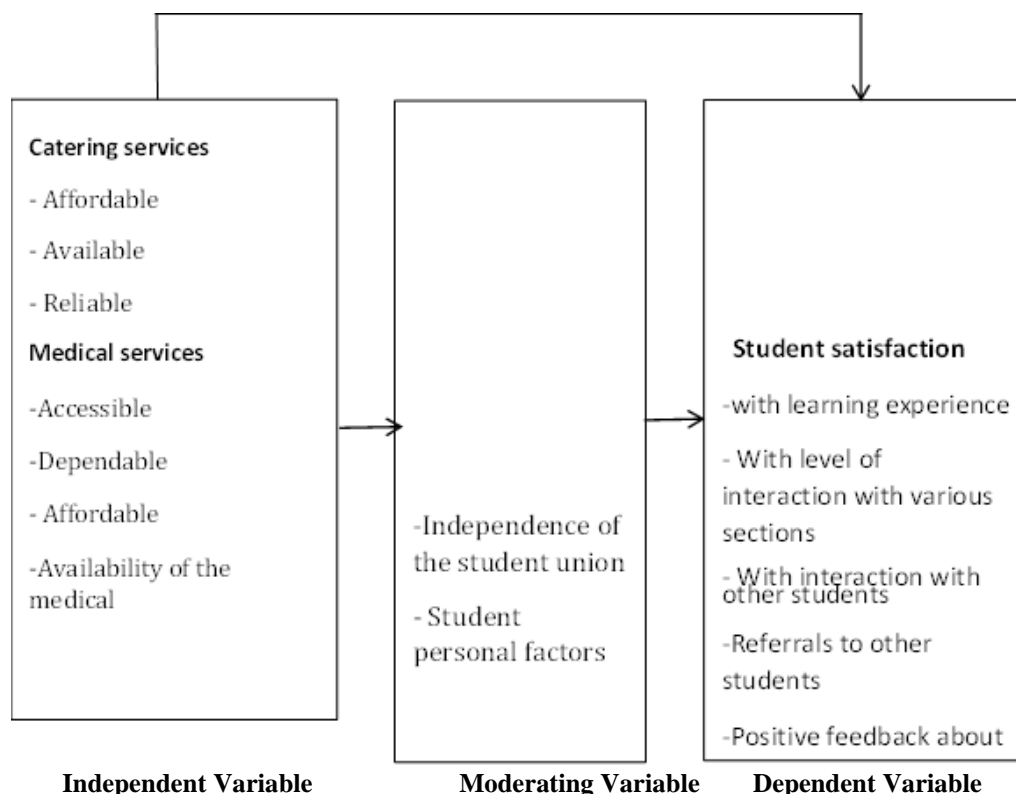 Catering services
- Affordable
- Available
- Reliable
Medical services
-Accessible
-Dependable
- Affordable
-Availability of the
medical
-Independence of
the student union
- Student
personal factors
Student satisfaction
-with learning experience
- With level of
interaction with various
sections
- With interaction with
other students
-Referrals to other
students
-Positive feedback about
Independent Variable
Moderating Variable
Dependent Variable